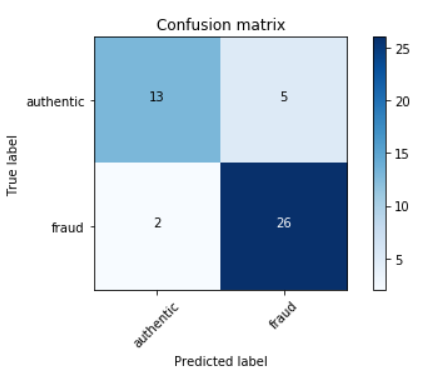 Confusion matrix
authentic
13
5
fraud
2
26
authentic
fraud
True label
Predicted label
25
20
15
10
5